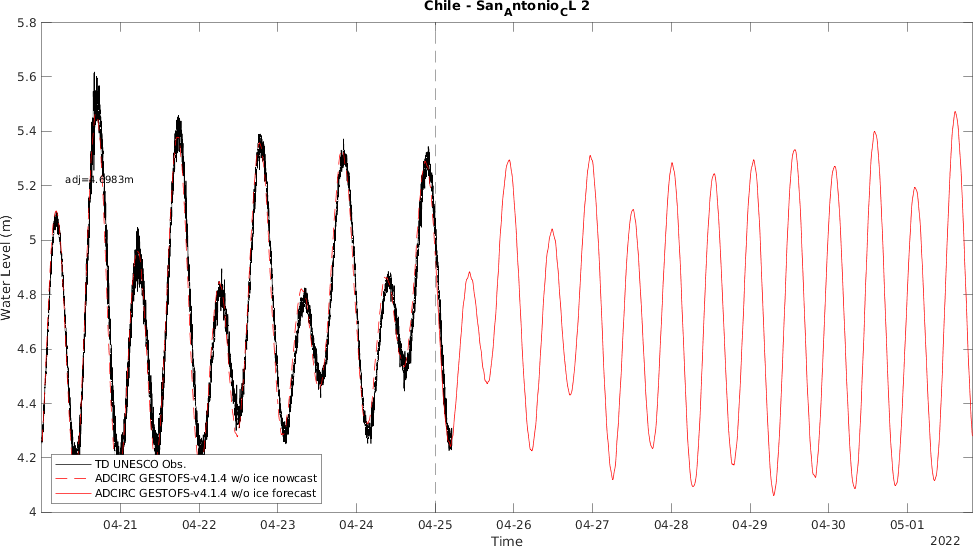 Chile - San_Antonio_CL 2
5.8
5.6
5.4
5.2
5
4.8
4.6
4.4
4.2
4
Water Level (m)
adj=4.6983m
TD UNESCO Obs.
ADCIRC GESTOFS-v4.1.4 w/o ice nowcast
ADCIRC GESTOFS-v4.1.4 w/o ice forecast
04-21 04-22 04-23 04-24 04-25 04-26 04-27 04-28 04-29 04-30 05-01
Time
2022